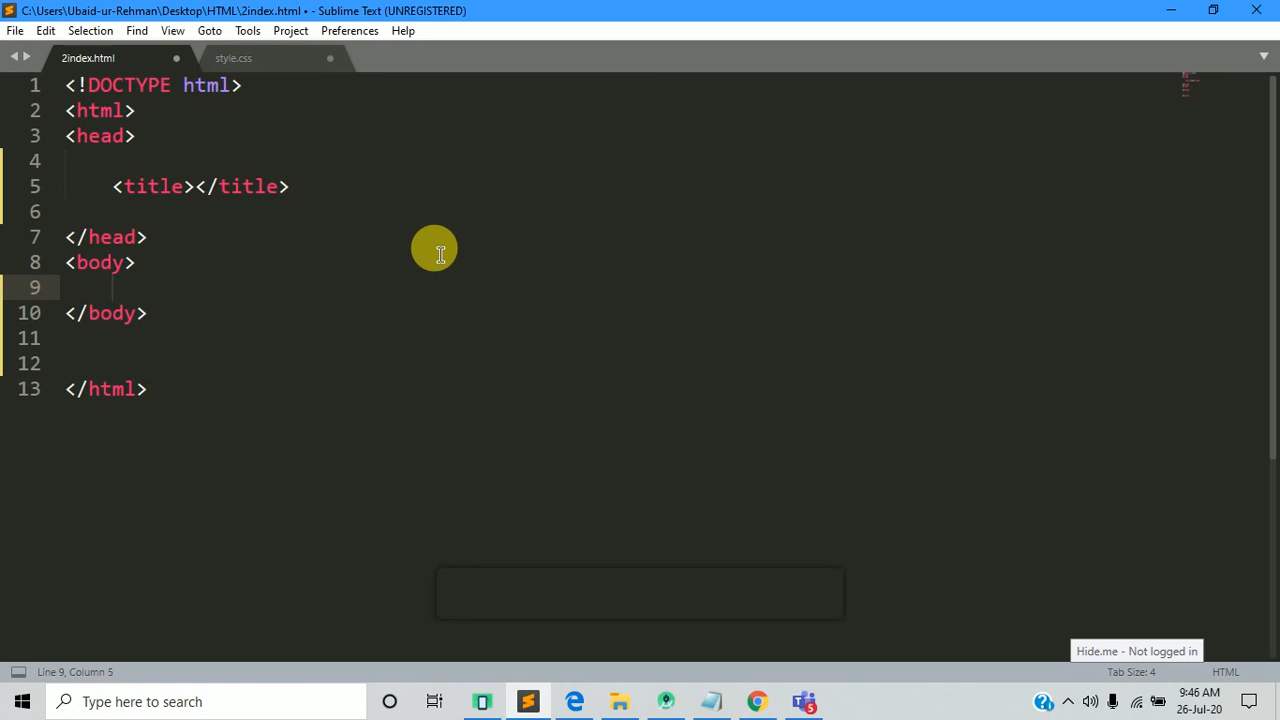 C:\Users\Ubaid-ur-Rehman\Desktop\HTML\2index.html • - Sublime Text (UNREGISTERED)
File Edit Selection Find View Goto Tools Project Preferences Help
2index.html style.css
1 <!DOCTYPE html>
2 <html>
3 <head>
4
5 <title></title>
6
7 </head>
8 <body>
9
10 </body>
11
12
13 </html>
Hide.me - Not logged in
Line 9, Column 5 Tab Size: 4 HTML
Type here to search
5
9:46 AM
26-Jul-20